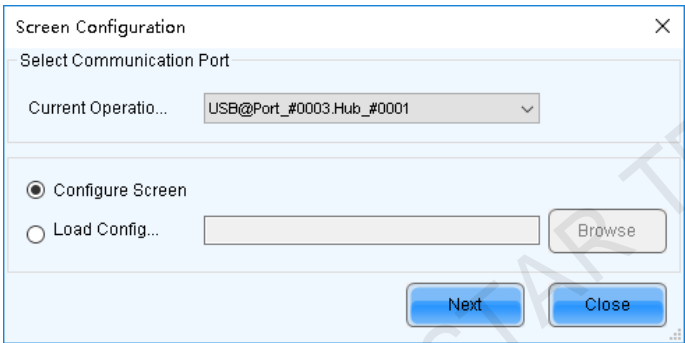 Screen Configuration
Select Communication Port
Current Operatio...
USB@Port_#0003.Hub_#0001
Configure Screen
Load Config...
Browse
Next
Close